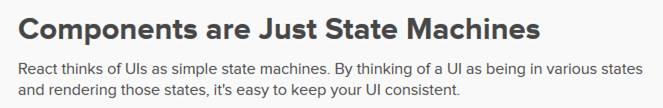 Components are Just State Machines
React thinks of UIs as simple state machines. By thinking of a UI as being in various states
and rendering those states, it's easy to keep your UI consistent.